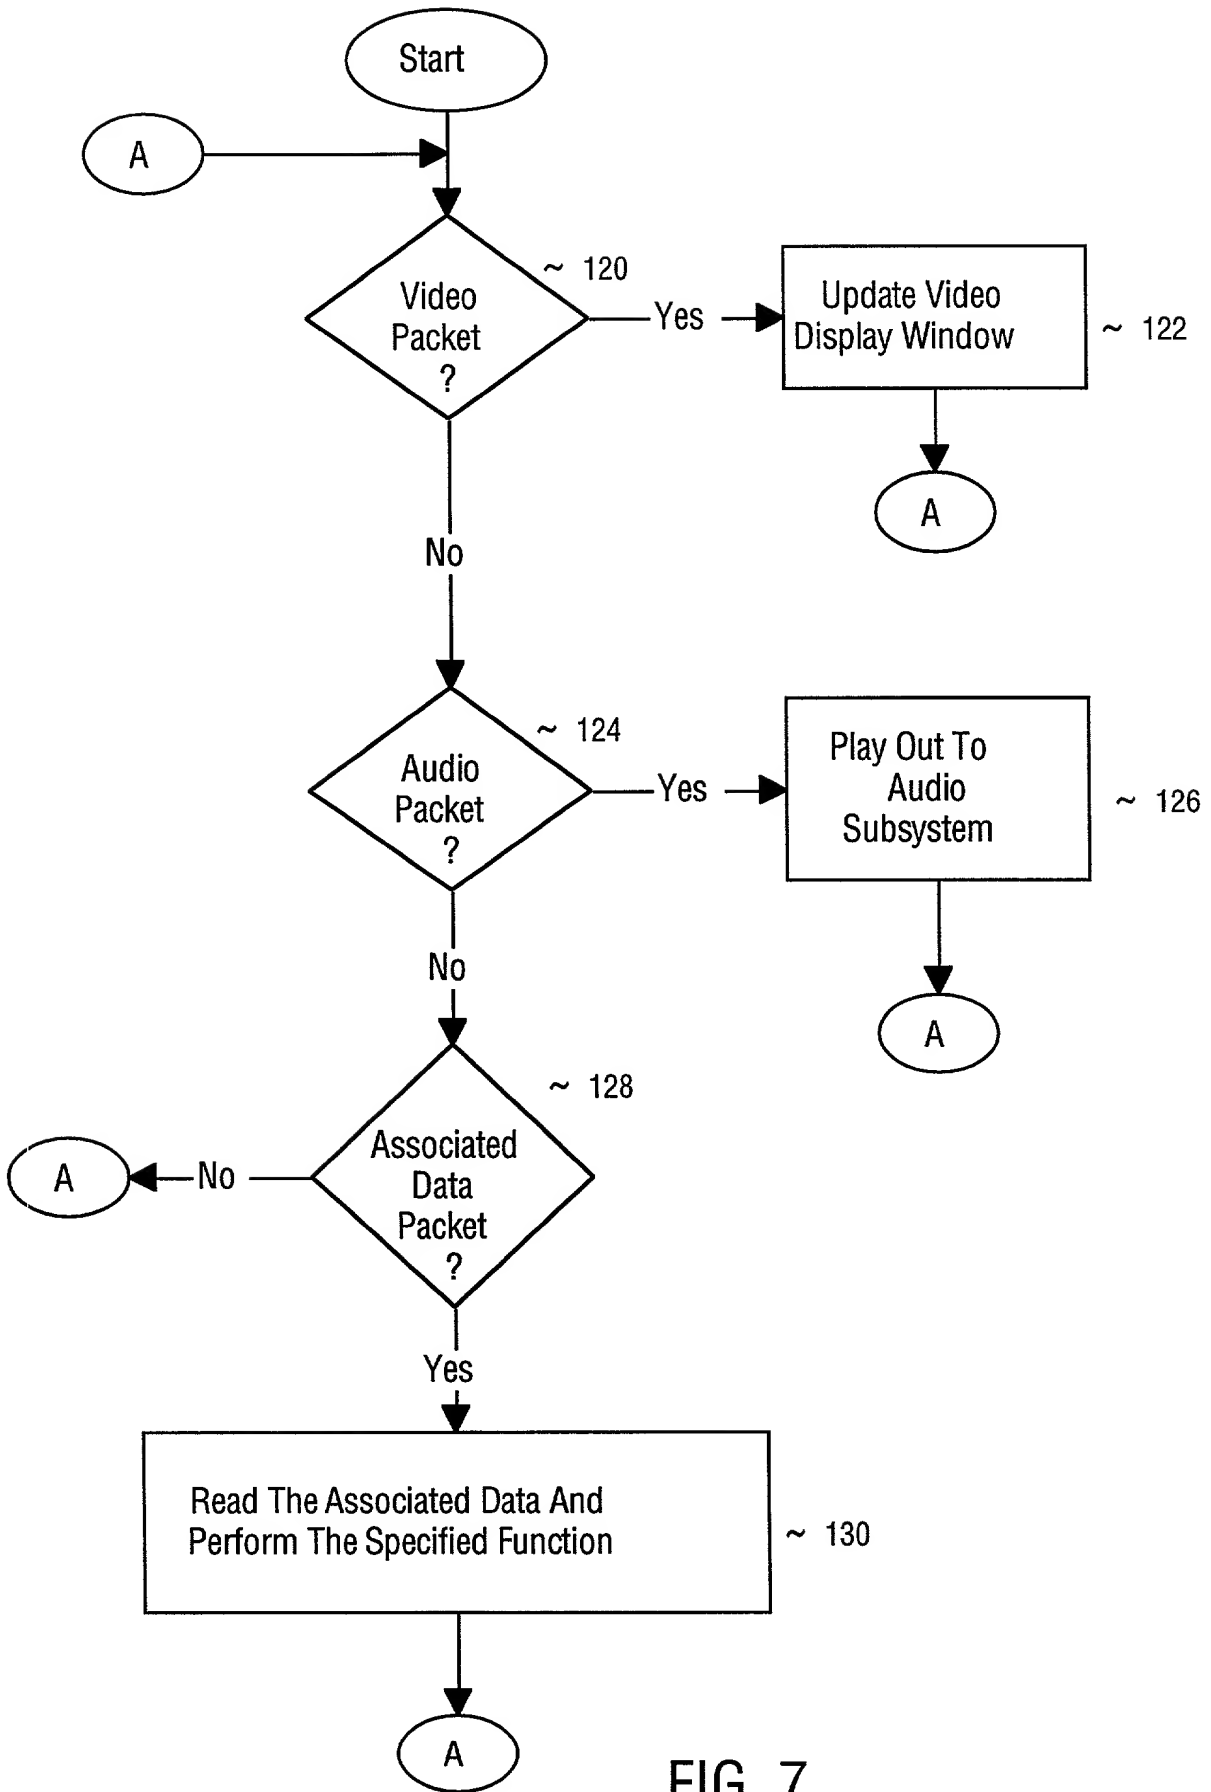 Start
A
~ 120
Video
Packet
?
Yes
Update Video
Display Window
~ 122
A
No
~ 124
Audio
Packet
?
Yes
Play Out To
Audio
Subsystem
~ 126
A
No
~ 128
Associated
Data
Packet
?
No
A
Yes
Read The Associated Data And
Perform The Specified Function
~ 130
A
FIG. 7